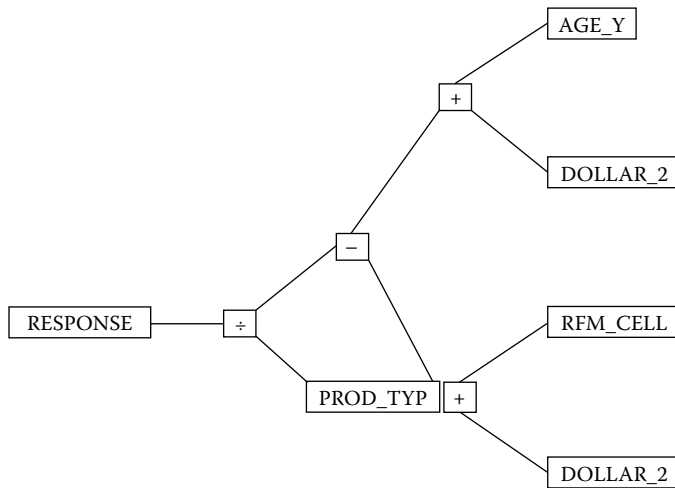 AGE_Y
+
DOLLAR_2
−
RESPONSE
÷
RFM_CELL
PROD_TYP
+
DOLLAR_2